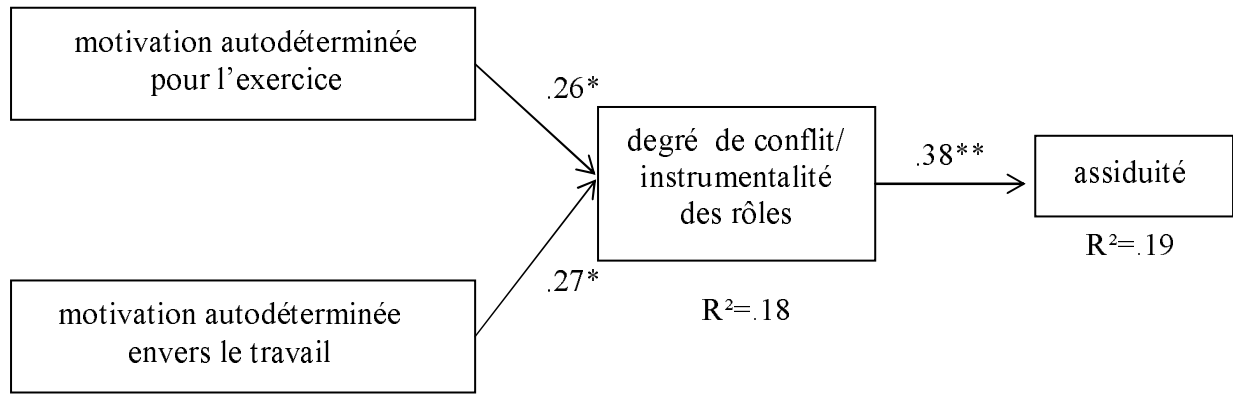 motivation autodéterminée
pour l'exercice
.26*
degré de conflit/
instrumentalité
des rôles
.38**
assiduité
R²=.19
.27*
R²=.18
motivation autodéterminée
envers le travail